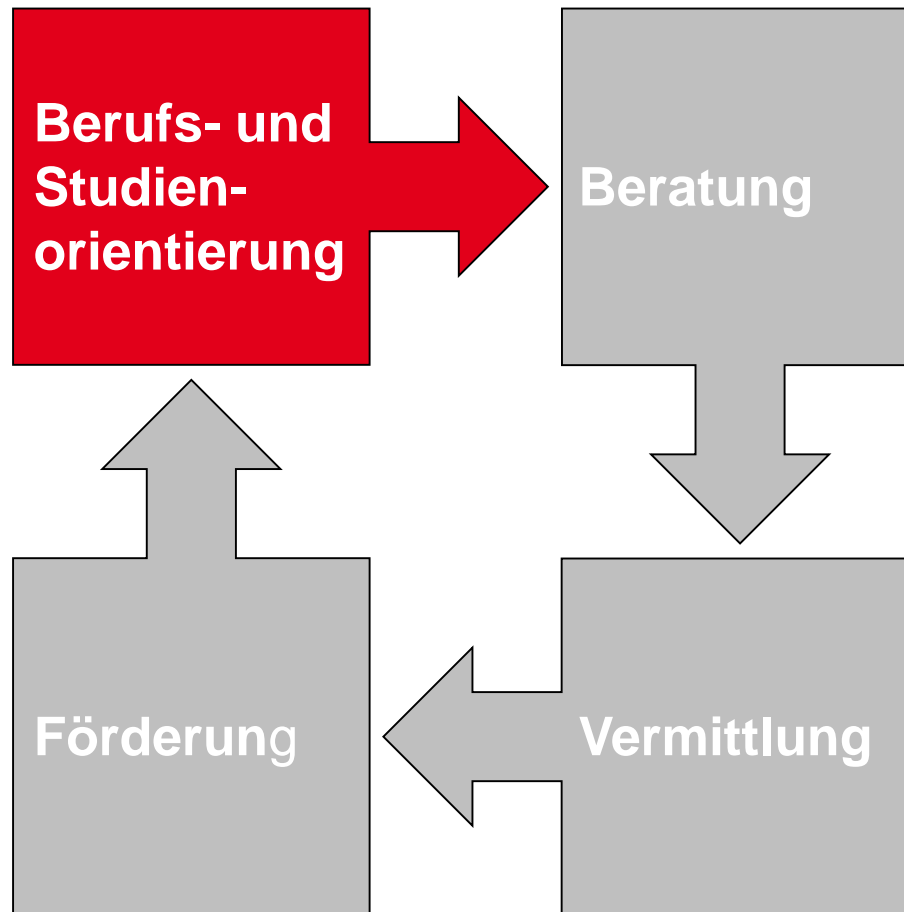 Berufs- und
Studien-
orientierung
Beratung
Förderung
Vermittlung